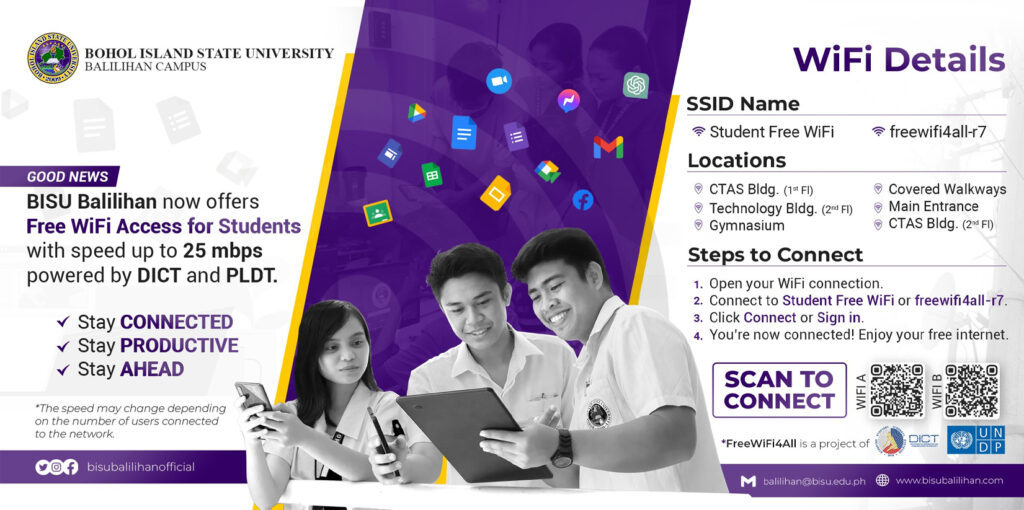 BOHOL ISLAND STATE UNIVERSITY
BALILIHAN CAMPUS
GOOD NEWS
BISU Balilihan now offers
Free WiFi Access for Students
with speed up to 25 mbps
powered by DICT and PLDT.
Stay CONNECTED
Stay PRODUCTIVE
Stay AHEAD
*The speed may change depending
on the number of users connected
to the network.
bisubalilihanofficial
WiFi Details
SSID Name
Student Free WiFi
freewifi4all-r7
Locations
CTAS Bldg. (1st Fl)
Technology Bldg. (2nd Fl)
Gymnasium
Covered Walkways
Main Entrance
CTAS Bldg. (2nd Fl)
Steps to Connect
1. Open your WiFi connection.
2. Connect to Student Free WiFi or freewifi4all-r7.
3. Click Connect or Sign in.
4. You're now connected! Enjoy your free internet.
SCAN TO
CONNECT
WIFI A
WIFI B
*FreeWiFi4All is a project of
DICT
U N
D P
balilihan@bisu.edu.ph
www.bisubalilihan.com